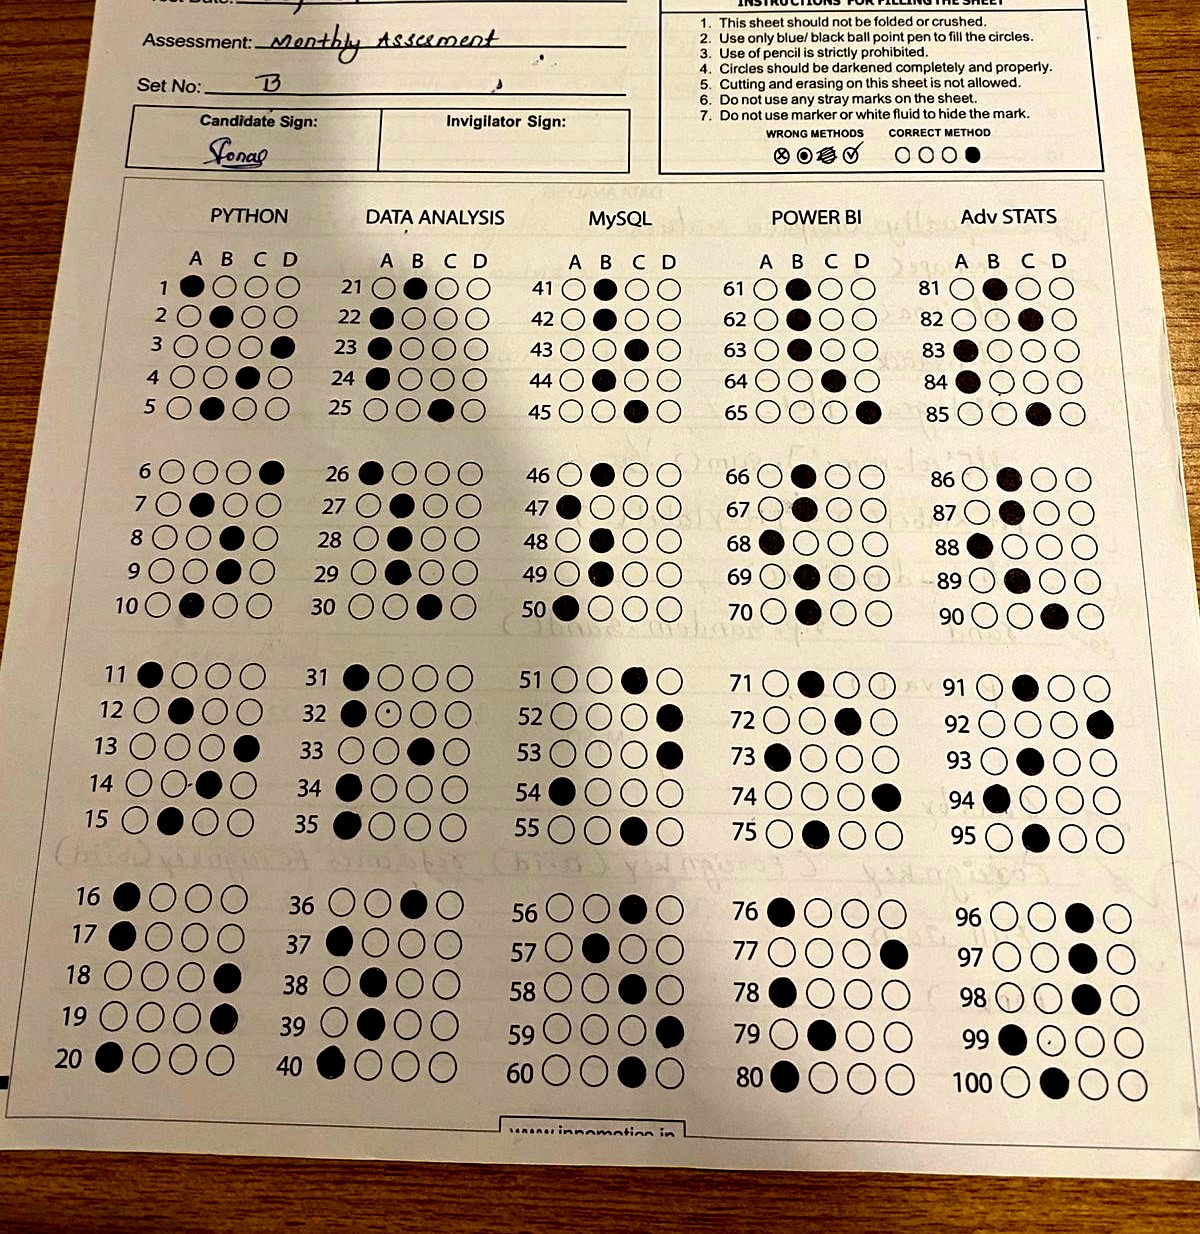 Assessment: Monthly Assesment
Set No: B
Candidate Sign:
Invigilator Sign:
INSTRUCTIONS FOR FILLING THE SHEET
1. This sheet should not be folded or crushed.
2. Use only blue/ black ball point pen to fill the circles.
3. Use of pencil is strictly prohibited.
4. Circles should be darkened completely and properly.
5. Cutting and erasing on this sheet is not allowed.
6. Do not use any stray marks on the sheet.
7. Do not use marker or white fluid to hide the mark.
WRONG METHODS CORRECT METHOD
PYTHON DATA ANALYSIS MySQL POWER BI Adv STATS
A B C D A B C D A B C D A B C D A B C D
1 21 41 61 81
2 22 42 62 82
3 23 43 63 83
4 24 44 64 84
5 25 45 65 85
6 26 46 66 86
7 27 47 67 87
8 28 48 68 88
9 29 49 69 89
10 30 50 70 90
11 31 51 71 91
12 32 52 72 92
13 33 53 73 93
14 34 54 74 94
15 35 55 75 95
16 36 56 76 96
17 37 57 77 97
18 38 58 78 98
19 39 59 79 99
20 40 60 80 100
www.innomotion.in